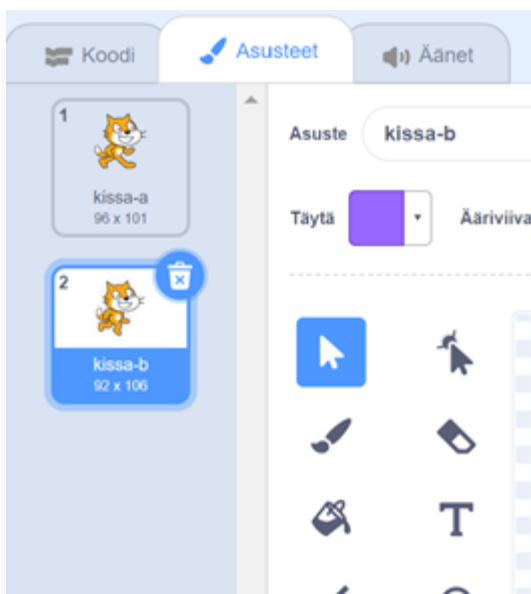 Koodi
Asusteet
Äänet
1
kissa-a
96 x 101
2
kissa-b
92 x 106
Asuste
kissa-b
Täytä
Ääriviiva
T